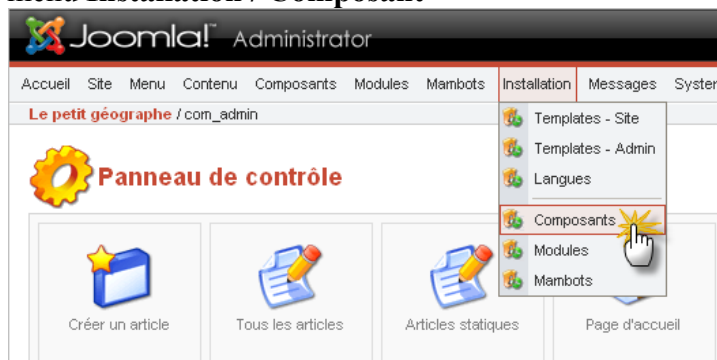 menu Installation / Composant
Joomla! Administrator
Accueil Site Menu Contenu Composants Modules Mambots Installation Messages
Le petit géographe / com_admin
Templates - Site
Templates - Admin
Langues
Composants
Modules
Mambots
Panneau de contrôle
Créer un article
Tous les articles
Articles statiques
Page d'accueil